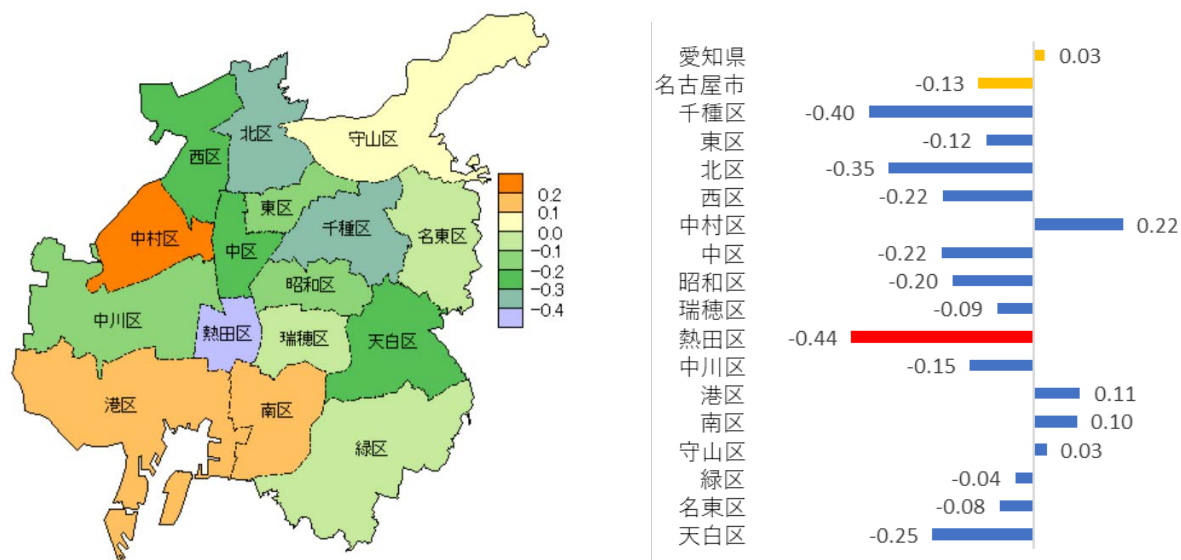 北区
守山区
西区
東区
千種区
名東区
中村区
中区
昭和区
中川区
熱田区
瑞穂区
天白区
港区
南区
緑区
0.2
0.1
0.0
−0.1
−0.2
−0.3
−0.4
愛知県 0.03
名古屋市 -0.13
千種区 -0.40
東区 -0.12
北区 -0.35
西区 -0.22
中村区 0.22
中区 -0.22
昭和区 -0.20
瑞穂区 -0.09
熱田区 -0.44
中川区 -0.15
港区 0.11
南区 0.10
守山区 0.03
緑区 -0.04
名東区 -0.08
天白区 -0.25